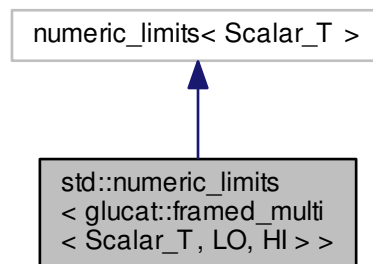 numeric_limits< Scalar_T >
std::numeric_limits
< glucat::framed_multi
< Scalar_T, LO, HI > >